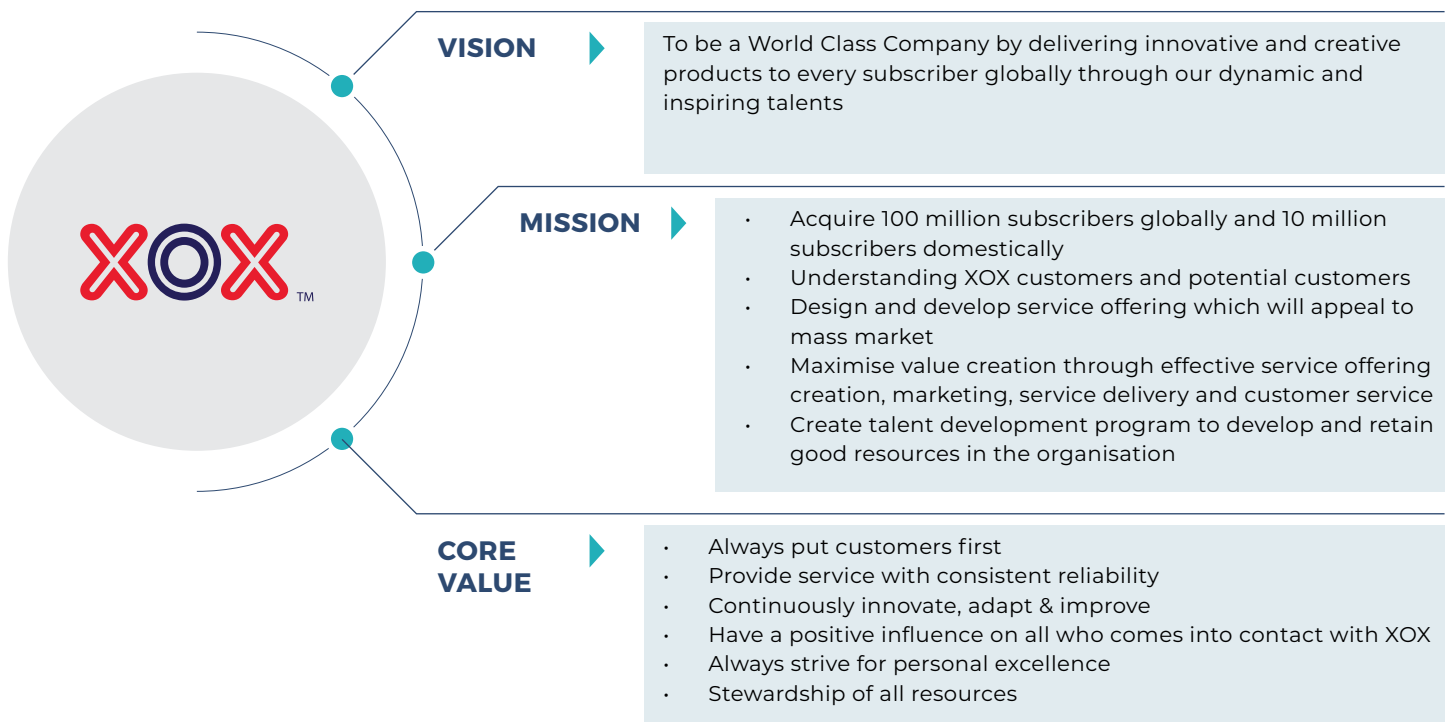 XOX
TM
VISION
To be a World Class Company by delivering innovative and creative
products to every subscriber globally through our dynamic and
inspiring talents
MISSION
• Acquire 100 million subscribers globally and 10 million
subscribers domestically
• Understanding XOX customers and potential customers
• Design and develop service offering which will appeal to
mass market
• Maximise value creation through effective service offering
creation, marketing, service delivery and customer service
• Create talent development program to develop and retain
good resources in the organisation
CORE
VALUE
• Always put customers first
• Provide service with consistent reliability
• Continuously innovate, adapt & improve
• Have a positive influence on all who comes into contact with XOX
• Always strive for personal excellence
• Stewardship of all resources